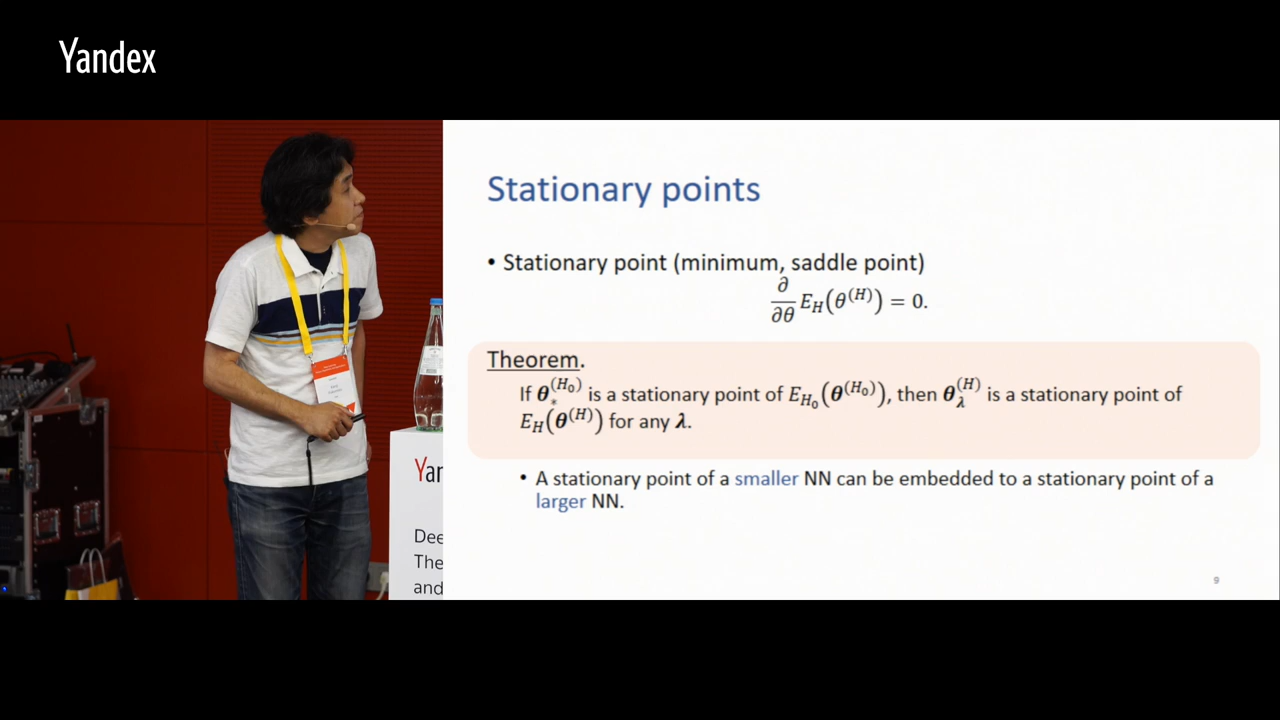 Yandex
Stationary points
• Stationary point (minimum, saddle point)
∂/∂θ E_H(θ^(H)) = 0.
Theorem.
If θ_*^(H₀) is a stationary point of E_H₀(θ^(H₀)), then θ_λ^(H) is a stationary point of
E_H(θ^(H)) for any λ.
• A stationary point of a smaller NN can be embedded to a stationary point of a
larger NN.
9
Yan
Dee
The
and